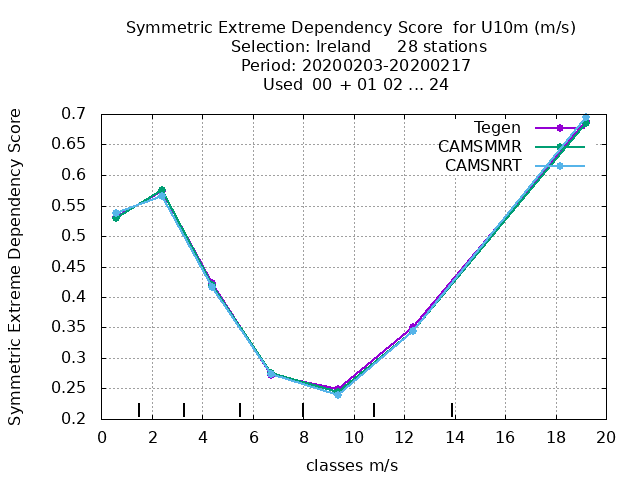 Symmetric Extreme Dependency Score  for U10m (m/s)
Selection: Ireland     28 stations
Period: 20200203-20200217
Used  00 + 01 02 ... 24
Symmetric Extreme Dependency Score
0.7
0.65
0.6
0.55
0.5
0.45
0.4
0.35
0.3
0.25
0.2
Tegen
CAMSMMR
CAMSNRT
0 2 4 6 8 10 12 14 16 18 20
classes m/s